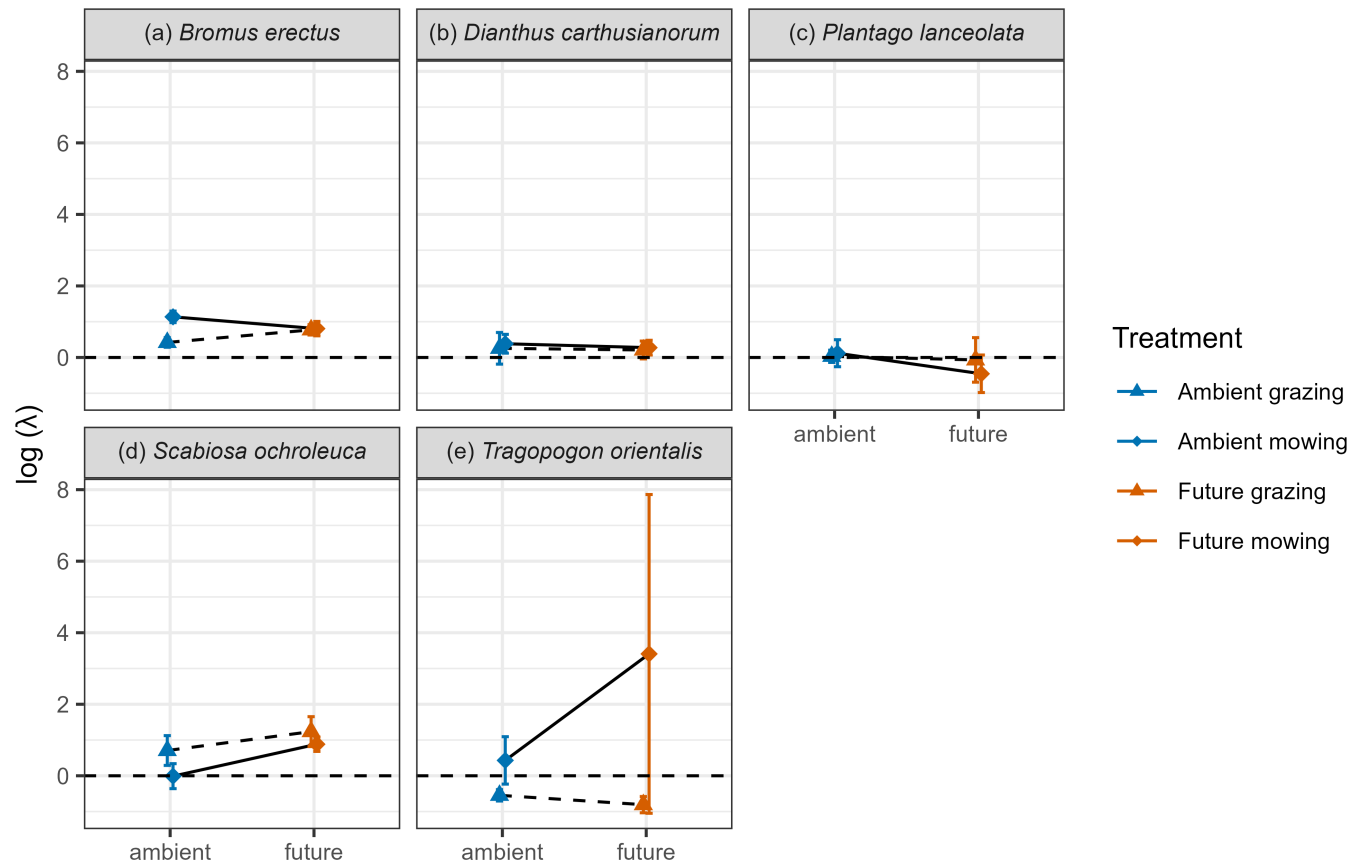 (a) Bromus erectus
(b) Dianthus carthusianorum
(c) Plantago lanceolata
8
6
4
2
0
ambient
future
(d) Scabiosa ochroleuca
(e) Tragopogon orientalis
8
6
4
2
0
ambient
future
ambient
future
log (λ)
Treatment
Ambient grazing
Ambient mowing
Future grazing
Future mowing